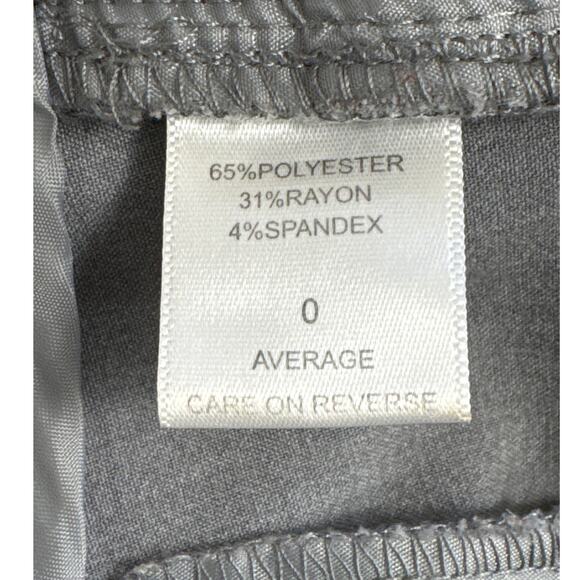 65%POLYESTER
31%RAYON
4%SPANDEX
0
AVERAGE
CARE ON REVERSE